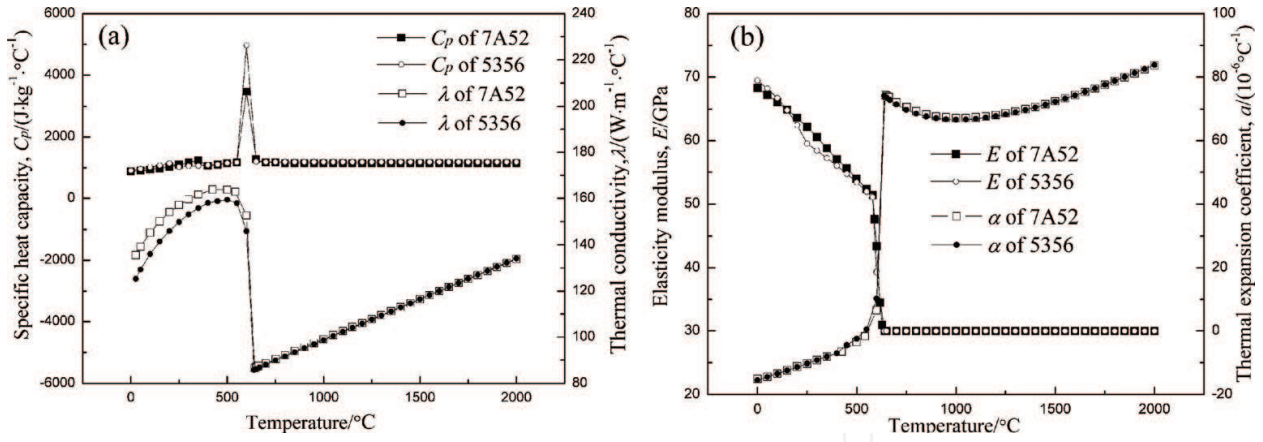 (a)
Cp of 7A52
Cp of 5356
λ of 7A52
λ of 5356
Specific heat capacity, Cp/(J·kg⁻¹·°C⁻¹)
6000
4000
2000
0
-2000
-4000
-6000
Thermal conductivity,λ/(W·m⁻¹·°C⁻¹)
240
220
200
180
160
140
120
100
80
0 500 1000 1500 2000
Temperature/°C
(b)
E of 7A52
E of 5356
α of 7A52
α of 5356
Elasticity modulus, E/GPa
80
70
60
50
40
30
20
Thermal expansion coefficient, α/(10⁻⁶°C⁻¹)
100
80
60
40
20
0
-20
0 500 1000 1500 2000
Temperature/°C